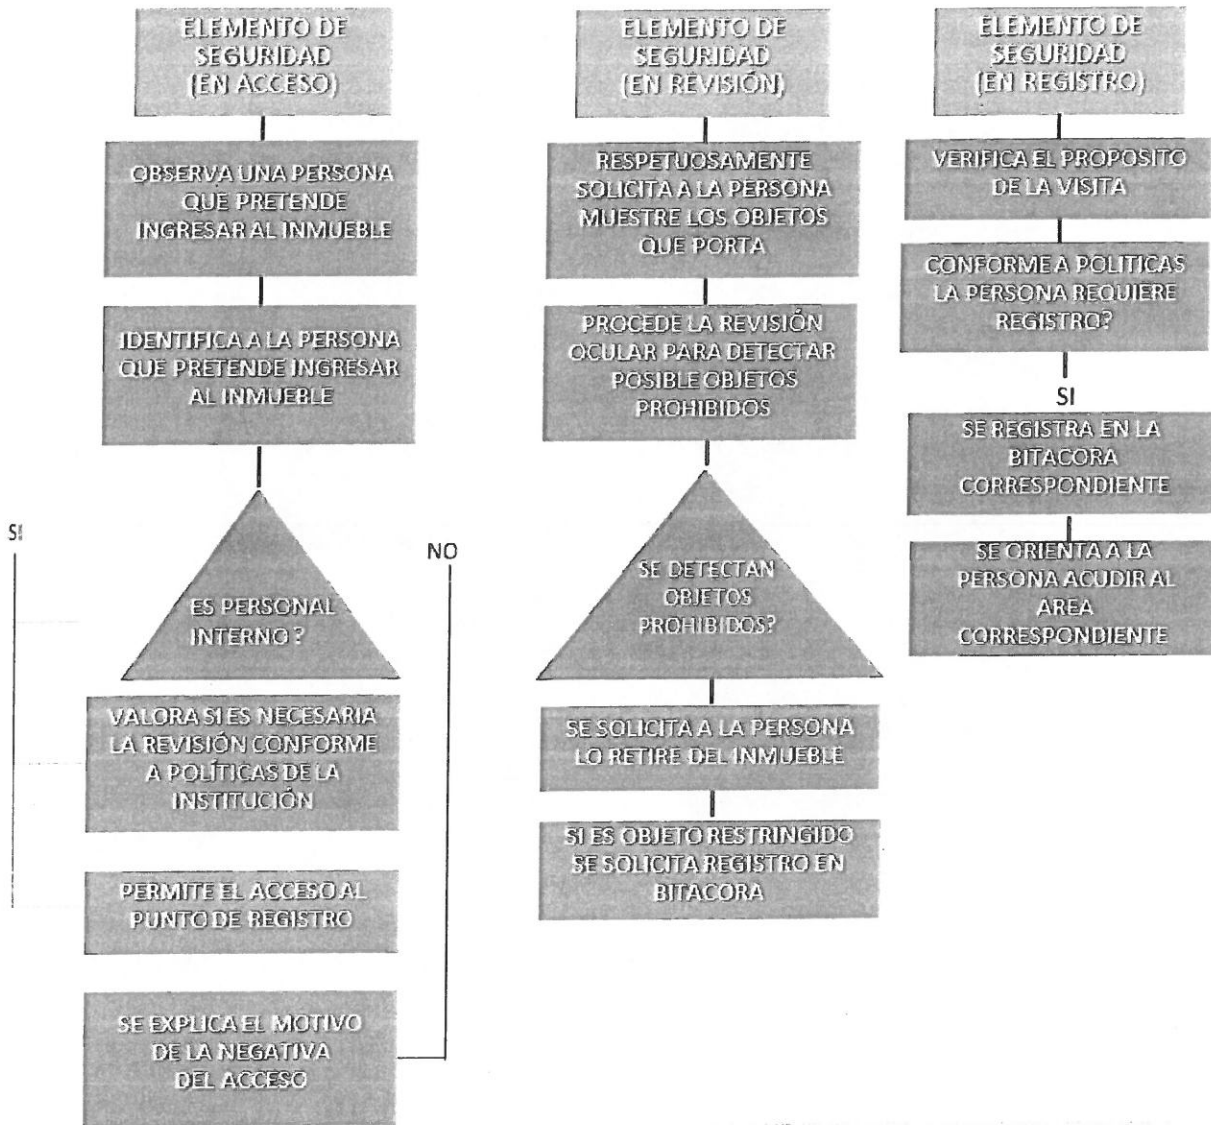 ELEMENTO DE
SEGURIDAD
(EN ACCESO)
OBSERVA UNA PERSONA
QUE PRETENDE
INGRESAR AL INMUEBLE
IDENTIFICA A LA PERSONA
QUE PRETENDE INGRESAR
AL INMUEBLE
SI
NO
ES PERSONAL
INTERNO?
VALORA SI ES NECESARIA
LA REVISIÓN CONFORME
A POLÍTICAS DE LA
INSTITUCIÓN
PERMITE EL ACCESO AL
PUNTO DE REGISTRO
SE EXPLICA EL MOTIVO
DE LA NEGATIVA
DEL ACCESO
ELEMENTO DE
SEGURIDAD
(EN REVISIÓN)
RESPETUOSAMENTE
SOLICITA A LA PERSONA
MUESTRE LOS OBJETOS
QUE PORTA
PROCEDE LA REVISIÓN
OCULAR PARA DETECTAR
POSIBLE OBJETOS
PROHIBIDOS
SE DETECTAN
OBJETOS
PROHIBIDOS?
SE SOLICITA A LA PERSONA
LO RETIRE DEL INMUEBLE
SI ES OBJETO RESTRINGIDO
SE SOLICITA REGISTRO EN
BITACORA
ELEMENTO DE
SEGURIDAD
(EN REGISTRO)
VERIFICA EL PROPOSITO
DE LA VISITA
CONFORME A POLITICAS
LA PERSONA REQUIERE
REGISTRO?
SI
SE REGISTRA EN LA
BITACORA
CORRESPONDIENTE
SE ORIENTA A LA
PERSONA ACUDIR AL
AREA
CORRESPONDIENTE